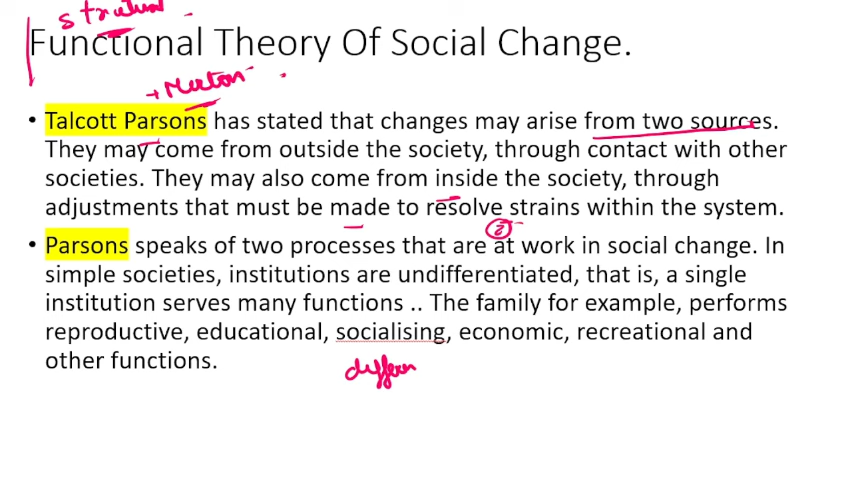 Functional Theory Of Social Change.
Merton
• Talcott Parsons has stated that changes may arise from two sources.
They may come from outside the society, through contact with other
societies. They may also come from inside the society, through
adjustments that must be made to resolve strains within the system.
2
• Parsons speaks of two processes that are at work in social change. In
simple societies, institutions are undifferentiated, that is, a single
institution serves many functions .. The family for example, performs
reproductive, educational, socialising, economic, recreational and
other functions.
differen